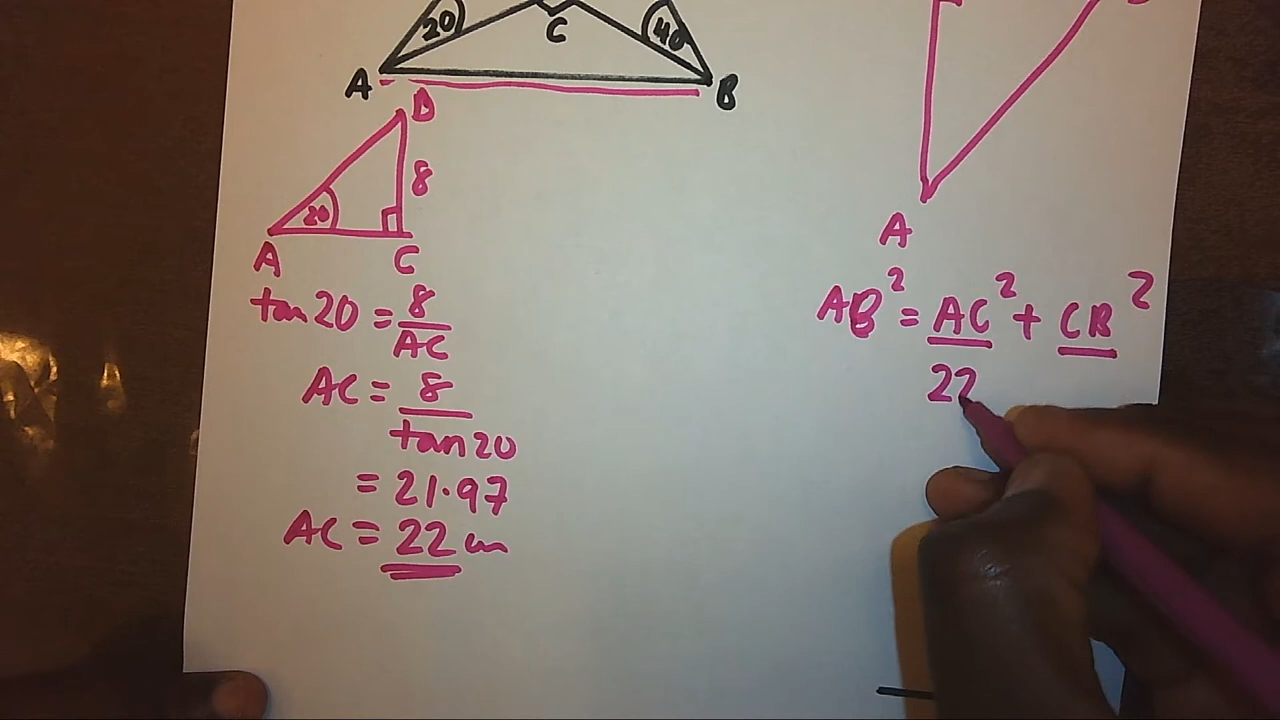 20
C
40
A
B
D
8
20
A
C
tan 20 = 8/AC
AC = 8/tan 20
= 21.97
AC = 22 cm
A
AB² = AC² + CB²
22